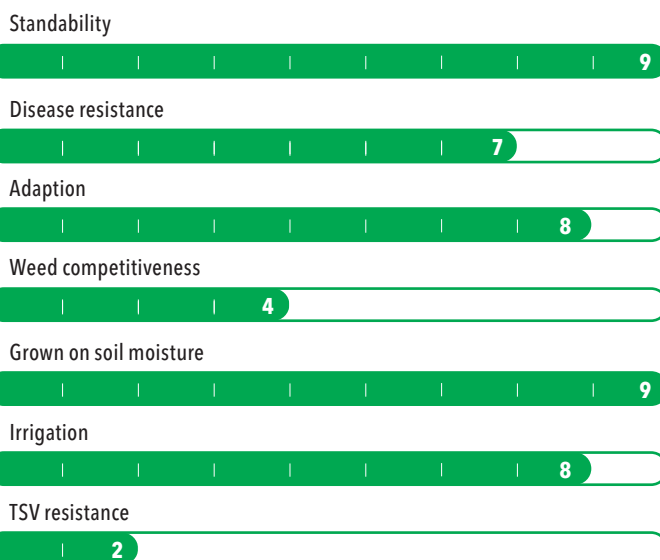 Standability
9
Disease resistance
7
Adaption
8
Weed competitiveness
4
Grown on soil moisture
9
Irrigation
8
TSV resistance
2